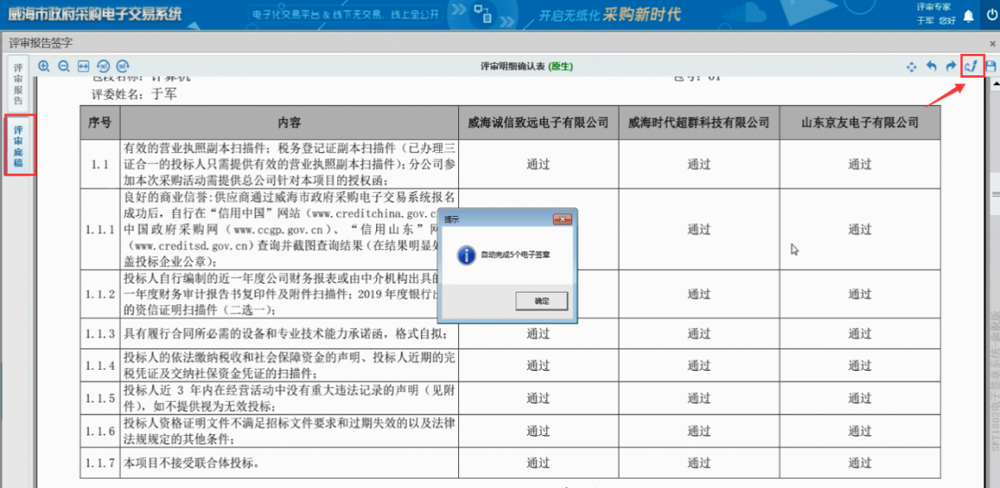 威海市政府采购电子交易系统
电子化交易平台 & 线下无交易、线上全公开
开启无纸化 采购新时代
评审专家
于军 您好
评审报告签字
×
评审报告
评审底稿
评审明细确认表 (原生)
包段名称: 计算机
包号: 01
评委姓名: 于军
序号 内容 威海诚信致远电子有限公司 威海时代超群科技有限公司 山东京友电子有限公司
1.1 有效的营业执照副本扫描件; 税务登记证副本扫描件 (已办理三
证合一的投标人只需提供有效的营业执照副本扫描件); 分公司参
加本次采购活动需提供总公司针对本项目的授权函;
通过 通过 通过
1.1.1 良好的商业信誉:供应商通过威海市政府采购电子交易系统报名
成功后, 自行在“信用中国”网站 (www.creditchina.gov.c
中国政府采购网 (www.ccgp.gov.cn)、“信用山东”网
(www.creditsd.gov.cn) 查询并截图查询结果 (在结果明显处
盖投标企业公章);
通过 通过
1.1.2 投标人自行编制的近一年度公司财务报表或由中介机构出具的
一年度财务审计报告书复印件及附件扫描件; 2019 年度银行出
的资信证明扫描件 (二选一);
通过 通过
1.1.3 具有履行合同所必需的设备和专业技术能力承诺函, 格式自拟;
通过 通过 通过
1.1.4 投标人的依法缴纳税收和社会保障资金的声明、投标人近期的完
税凭证及交纳社保资金凭证的扫描件;
通过 通过 通过
1.1.5 投标人近 3 年内在经营活动中没有重大违法记录的声明 (见附
件), 如不提供视为无效投标;
通过 通过 通过
1.1.6 投标人资格证明文件不满足招标文件要求和过期失效的以及法律
法规规定的其他条件;
通过 通过 通过
1.1.7 本项目不接受联合体投标。
通过 通过 通过
提示
自动完成5个电子签章
确定